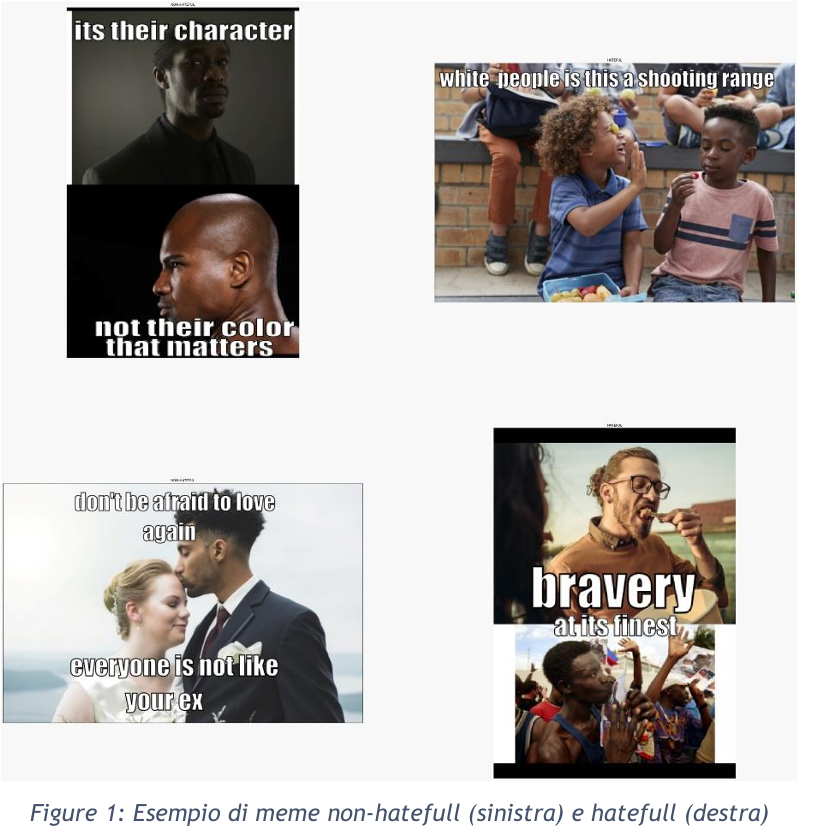 NON-HATEFUL
its their character
not their color
that matters
HATEFUL
white people is this a shooting range
NON-HATEFUL
don't be afraid to love
again
everyone is not like
your ex
HATEFUL
bravery
at its finest
Figure 1: Esempio di meme non-hatefull (sinistra) e hatefull (destra)